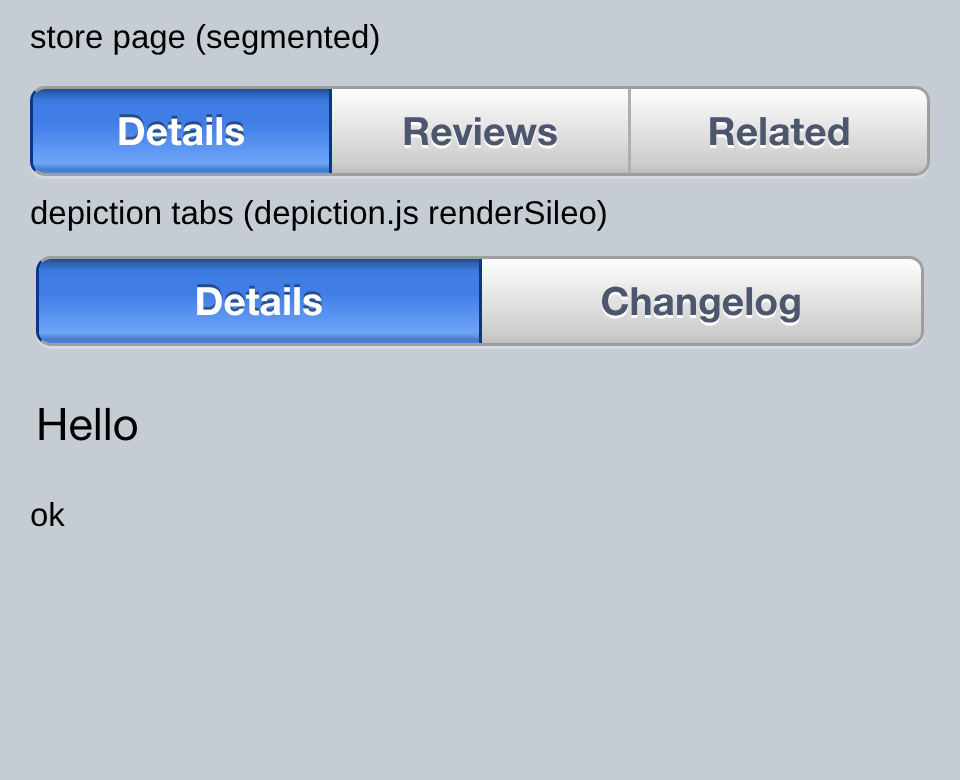 store page (segmented)
Details Reviews Related
depiction tabs (depiction.js renderSileo)
Details Changelog
Hello
ok